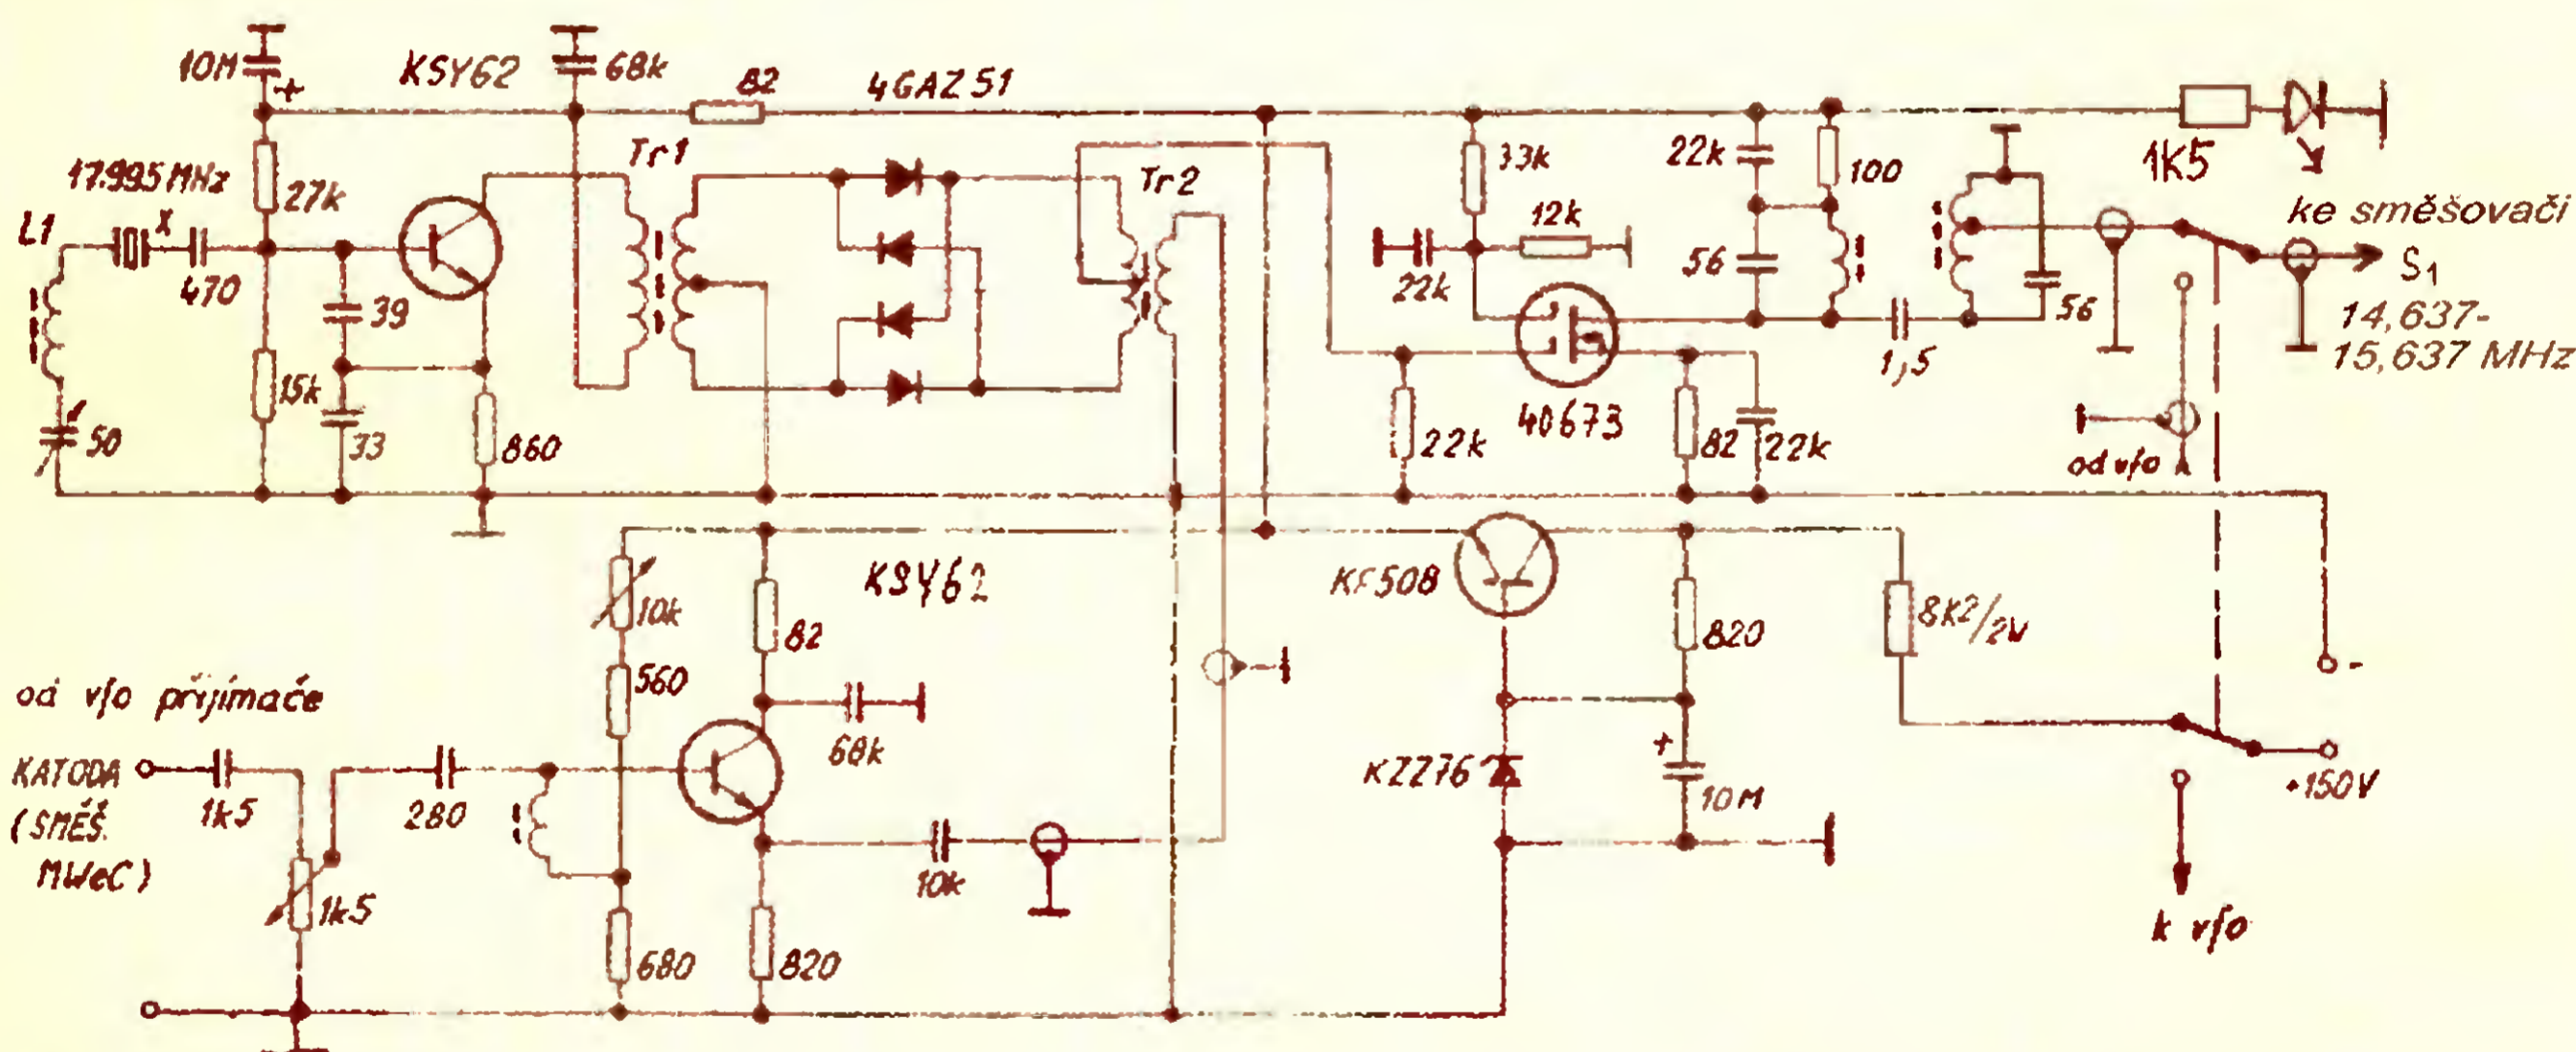 10M
+
KSY62
68k
82
4GAZ51
17.995 MHz
x
27k
L1
470
39
15k
33
50
860
Tr1
Tr2
33k
22k
100
12k
22k
56
1,5
40673
22k
82
22k
56
1K5
ke směšovači
S1
14,637-
15,637 MHz
od vfo
KSY62
10k
82
560
68k
od vfo přijímače
KATODA
(SMĚŠ.
MWeC)
1k5
280
1k5
680
820
10k
KF508
820
8K2/2W
KZZ76
+
10M
-
+150V
k vfo